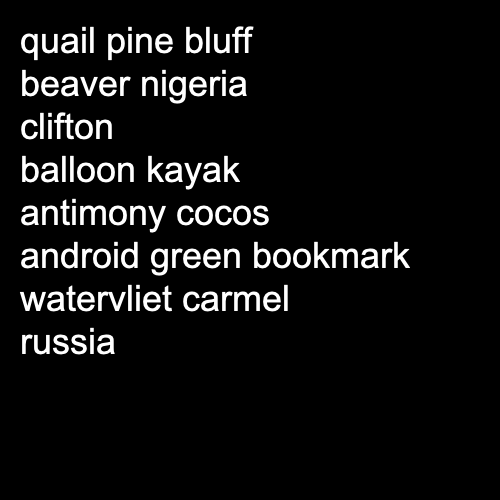 quail pine bluff
beaver nigeria
clifton
balloon kayak
antimony cocos
android green bookmark
watervliet carmel
russia